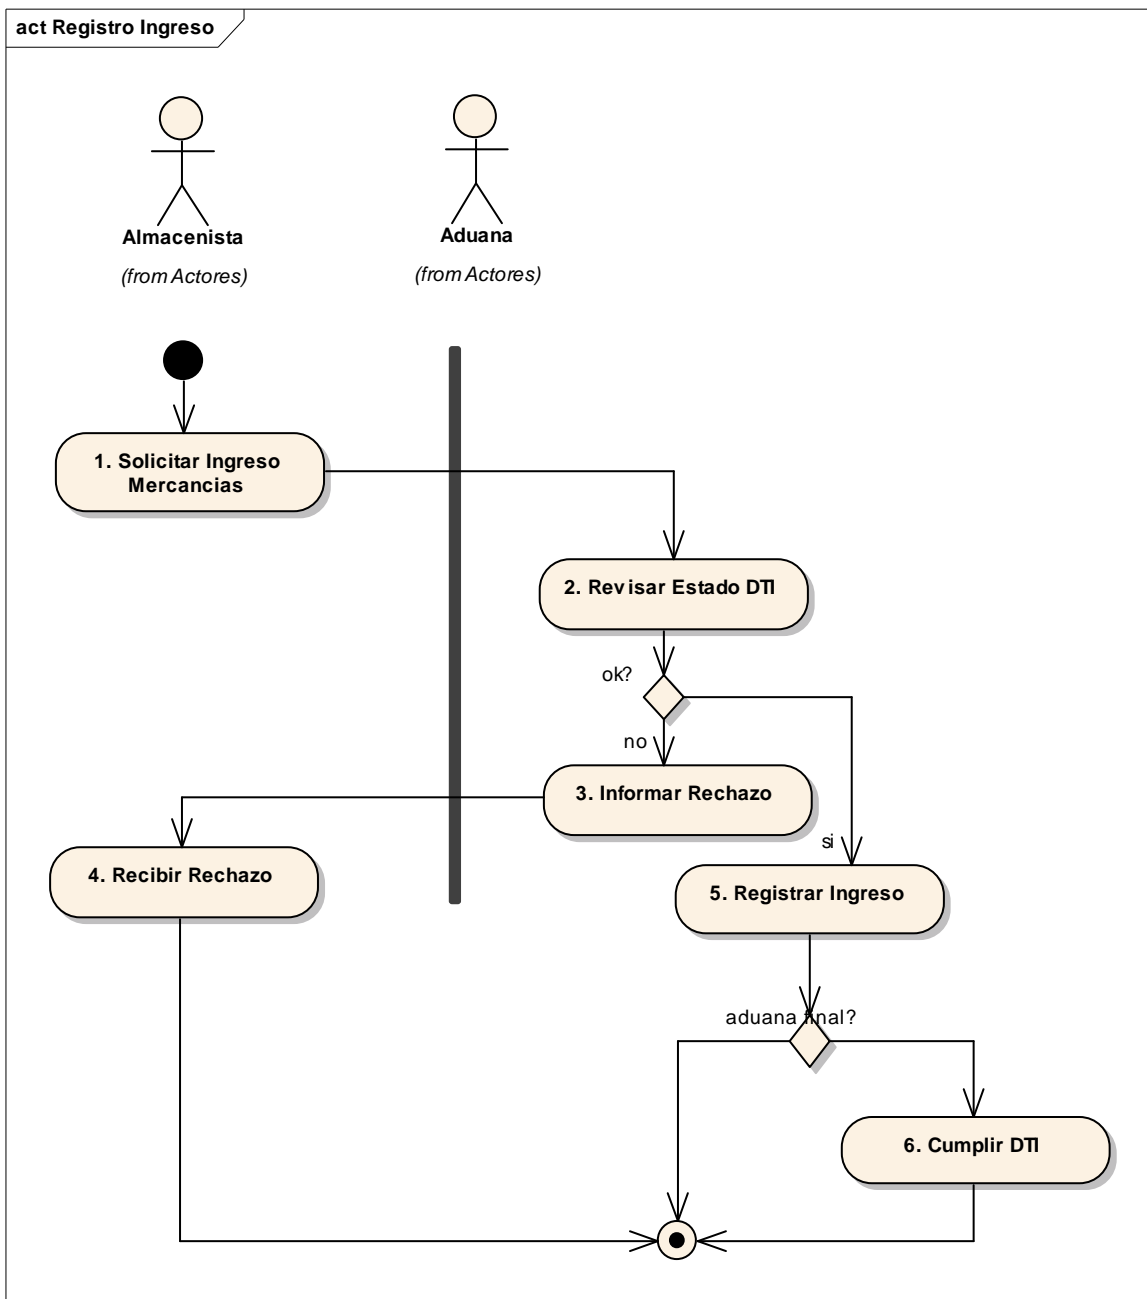 act Registro Ingreso
Almacenista
(from Actores)
Aduana
(from Actores)
1. Solicitar Ingreso
Mercancias
2. Revisar Estado DTI
ok?
no
3. Informar Rechazo
si
4. Recibir Rechazo
5. Registrar Ingreso
aduana final?
6. Cumplir DTI